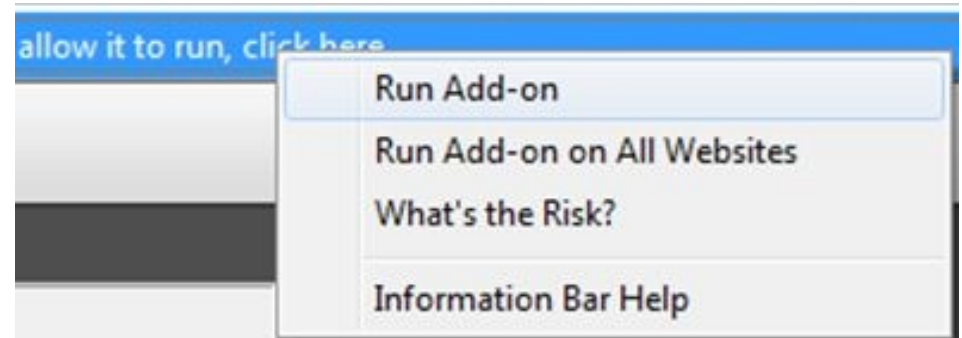 allow it to run, click here
Run Add-on
Run Add-on on All Websites
What's the Risk?
Information Bar Help